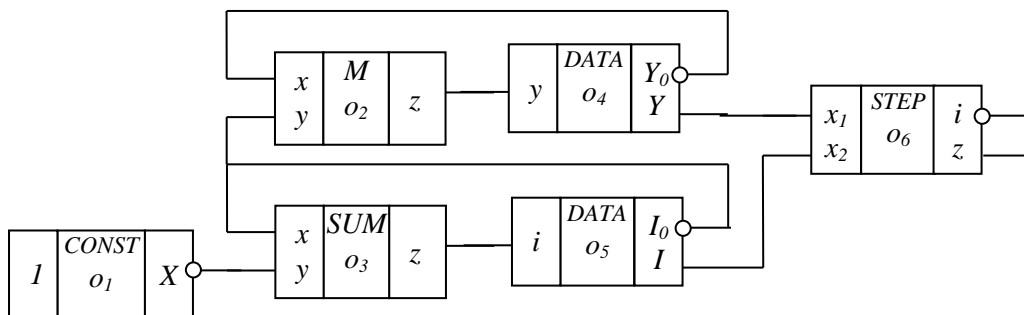 x
y
M
o2
z
y
DATA
o4
Y0
Y
x1
x2
STEP
o6
i
z
x
y
SUM
o3
z
i
DATA
o5
I0
I
1
CONST
o1
X